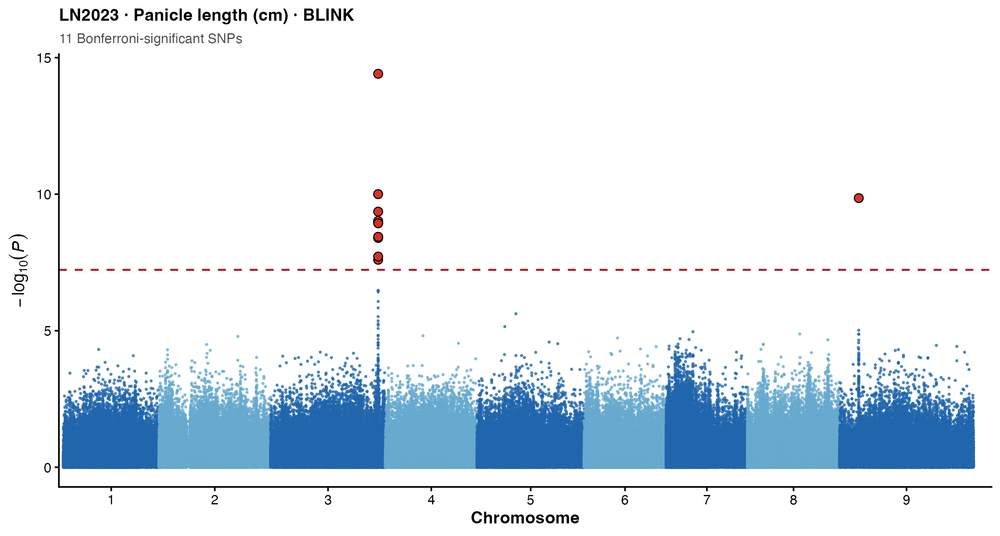 LN2023 · Panicle length (cm) · BLINK
11 Bonferroni-significant SNPs
15
10
5
0
−log10(P)
1 2 3 4 5 6 7 8 9
Chromosome